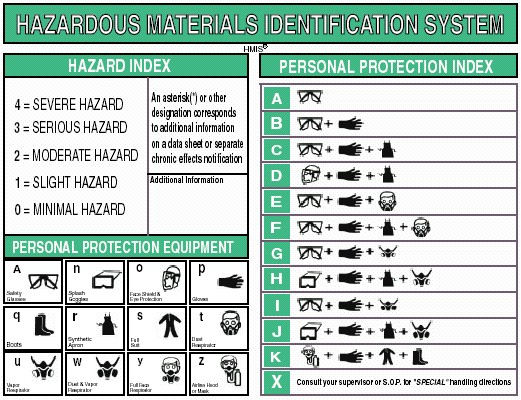 HAZARDOUS MATERIALS IDENTIFICATION SYSTEM
HMIS®
HAZARD INDEX
4 = SEVERE HAZARD
3 = SERIOUS HAZARD
2 = MODERATE HAZARD
1 = SLIGHT HAZARD
0 = MINIMAL HAZARD
An asterisk(*) or other
designation corresponds
to additional information
on a data sheet or separate
chronic effects notification
Additional Information
PERSONAL PROTECTION EQUIPMENT
A
Safety
Glasses
n
Splash
Goggles
o
Face Shield &
Eye Protection
p
Gloves
q
Boots
r
Synthetic
Apron
s
Full
Suit
t
Dust
Respirator
u
Vapor
Respirator
w
Dust & Vapor
Respirator
y
Full Face
Respirator
z
Airline Hood
or Mask
PERSONAL PROTECTION INDEX
A
B + 
C + +
D + +
E + +
F + + +
G + +
H + + +
I + +
J + + +
K + + +
X Consult your supervisor or S.O.P. for "SPECIAL" handling directions